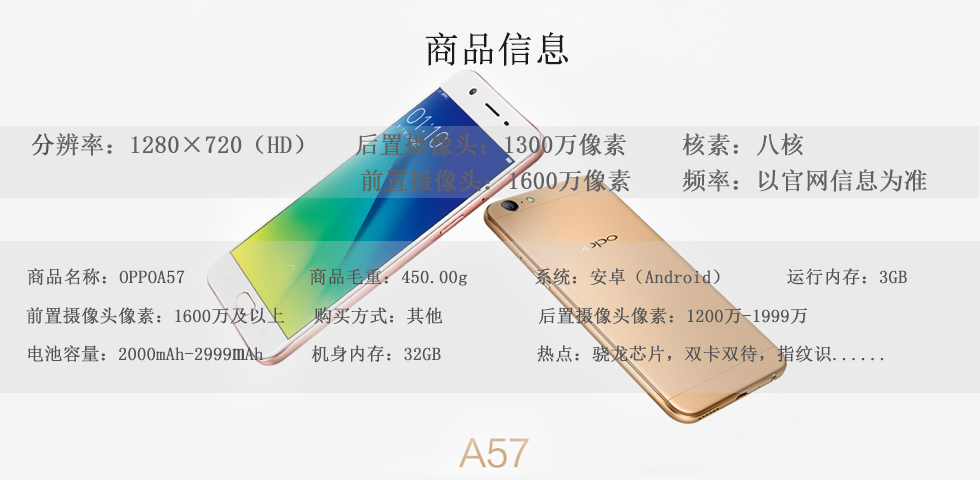 商品信息
01:10
分辨率：1280×720（HD） 后置摄像头：1300万像素 核素：八核
前置摄像头：1600万像素 频率：以官网信息为准
oppo
商品名称：OPPOA57 商品毛重：450.00g 系统：安卓（Android） 运行内存：3GB
前置摄像头像素：1600万及以上 购买方式：其他 后置摄像头像素：1200万-1999万
电池容量：2000mAh-2999mAh 机身内存：32GB 热点：骁龙芯片，双卡双待，指纹识......
A57